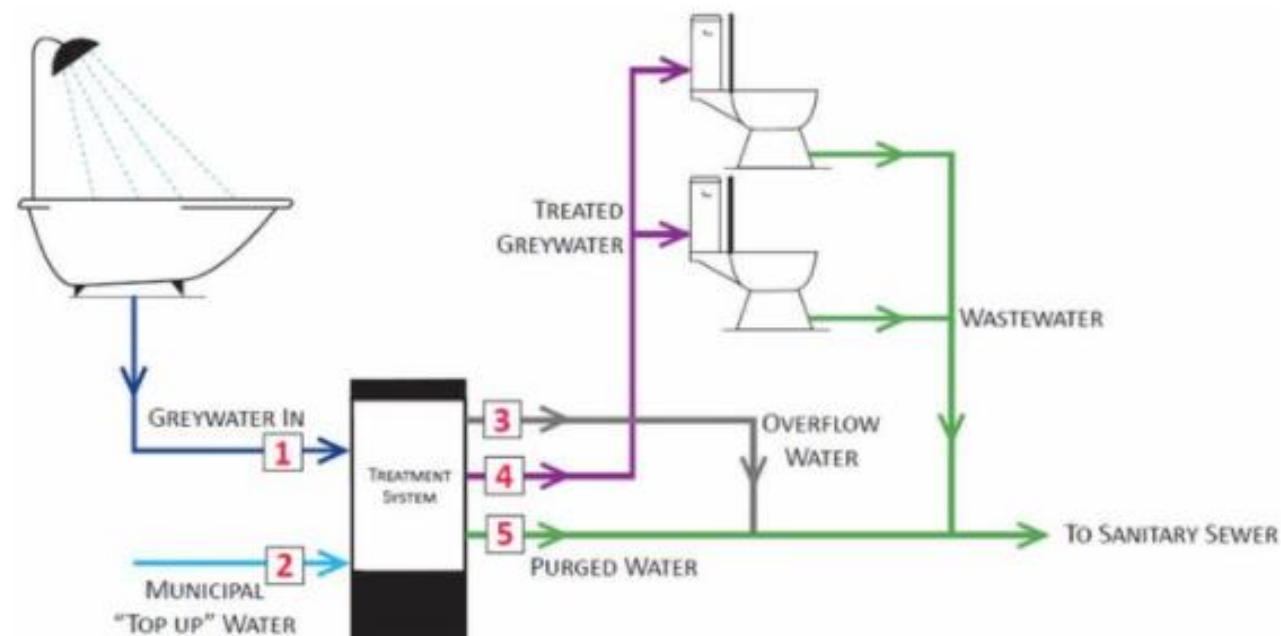 TREATED
GREYWATER
WASTEWATER
GREYWATER IN
1
3
OVERFLOW
WATER
TREATMENT
SYSTEM
4
5
TO SANITARY SEWER
2
PURGED WATER
MUNICIPAL
"TOP UP" WATER